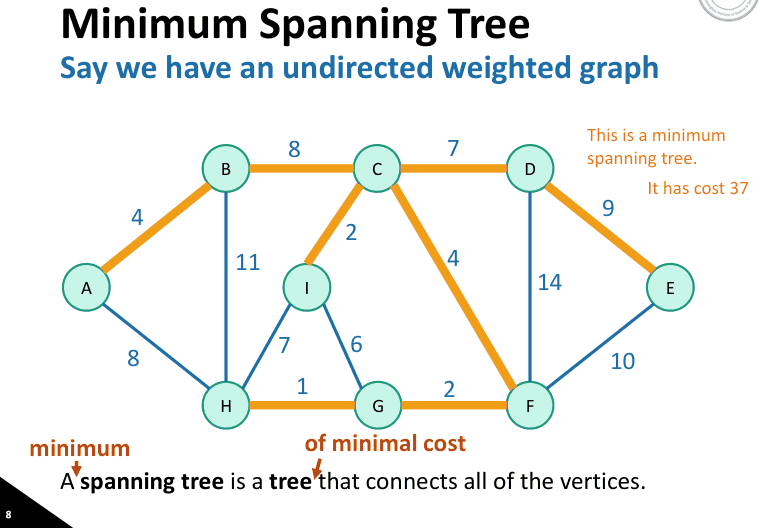 Minimum Spanning Tree
Say we have an undirected weighted graph
This is a minimum
spanning tree.
It has cost 37
8
7
B
C
D
9
4
2
4
11
14
A
I
E
8
7
6
10
1
2
H
G
F
minimum
of minimal cost
A spanning tree is a tree that connects all of the vertices.
8